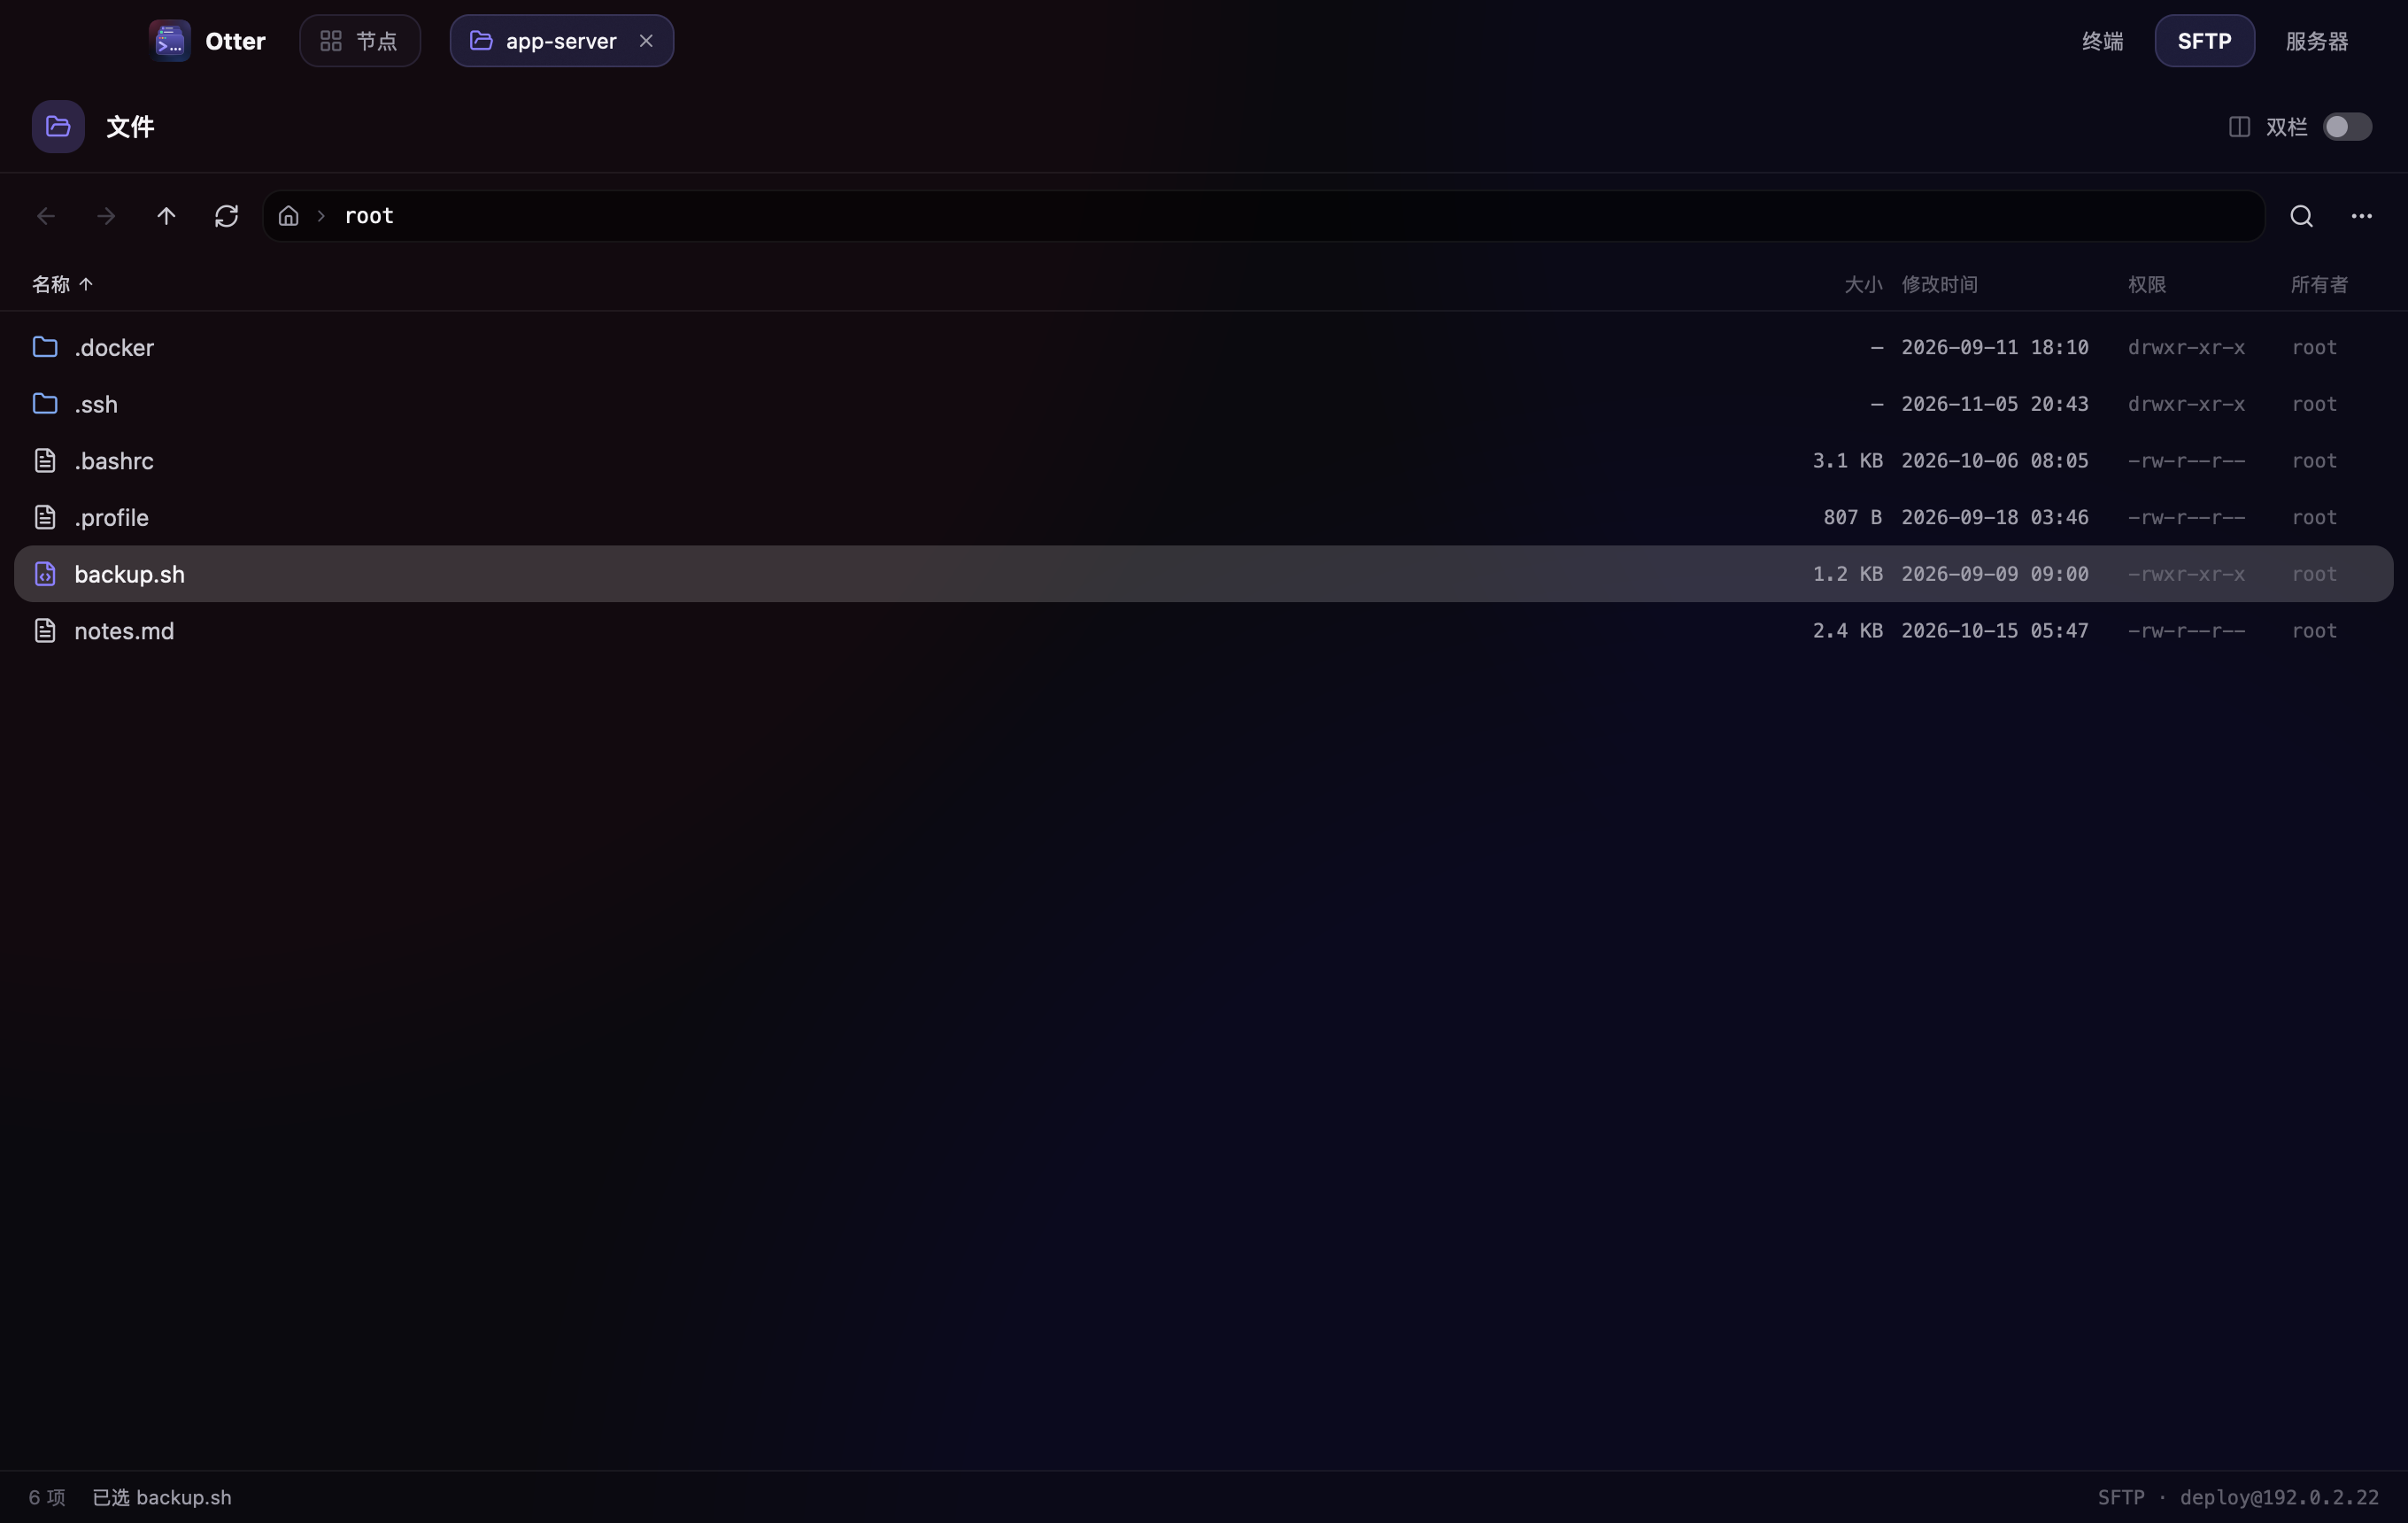 Otter 节点 app-server 终端 SFTP 服务器
文件 双栏
root
名称 大小 修改时间 权限 所有者
.docker — 2026-09-11 18:10 drwxr-xr-x root
.ssh — 2026-11-05 20:43 drwxr-xr-x root
.bashrc 3.1 KB 2026-10-06 08:05 -rw-r--r-- root
.profile 807 B 2026-09-18 03:46 -rw-r--r-- root
backup.sh 1.2 KB 2026-09-09 09:00 -rwxr-xr-x root
notes.md 2.4 KB 2026-10-15 05:47 -rw-r--r-- root
6 项 已选 backup.sh SFTP · deploy@192.0.2.22